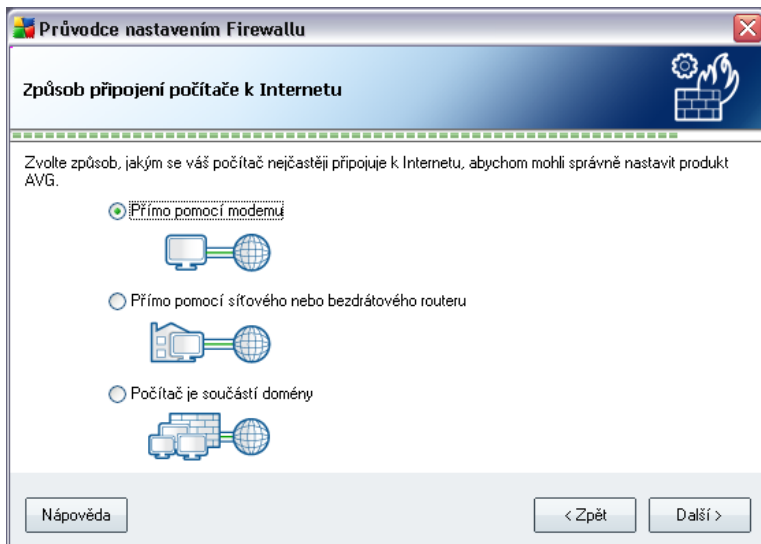 Průvodce nastavením Firewallu
Způsob připojení počítače k Internetu
Zvolte způsob, jakým se váš počítač nejčastěji připojuje k Internetu, abychom mohli správně nastavit produkt
AVG.
Přímo pomocí modemu
Přímo pomocí síťového nebo bezdrátového routeru
Počítač je součástí domény
Nápověda
< Zpět
Další >